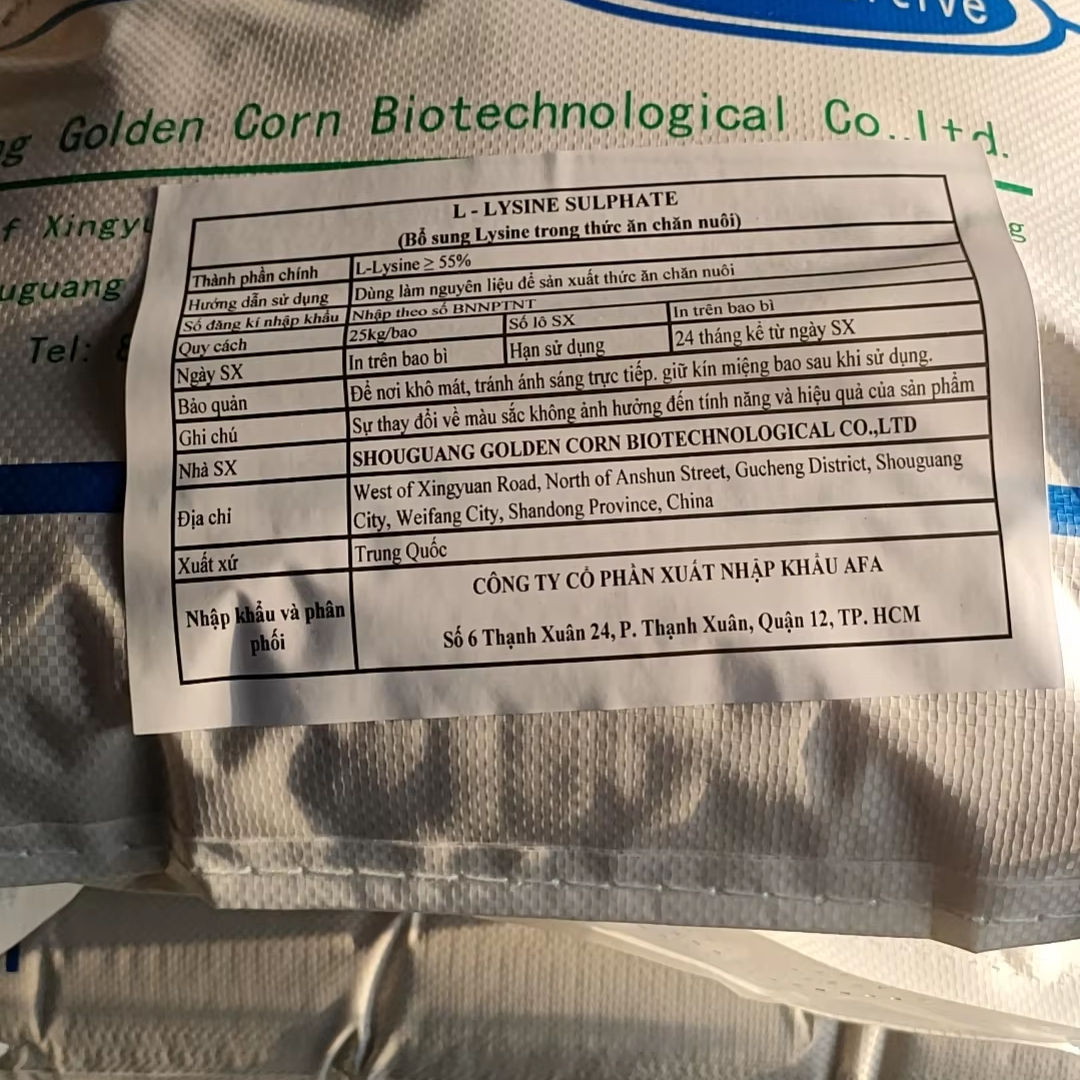 Golden Corn Biotechnological Co.,ltd.
L - LYSINE SULPHATE
(Bổ sung Lysine trong thức ăn chăn nuôi)
Thành phần chính L-Lysine ≥ 55%
Hướng dẫn sử dụng Dùng làm nguyên liệu để sản xuất thức ăn chăn nuôi
Số đăng kí nhập khẩu Nhập theo số BNNPTNT
Quy cách 25kg/bao Số lô SX In trên bao bì
Ngày SX In trên bao bì Hạn sử dụng 24 tháng kể từ ngày SX
Bảo quản Để nơi khô mát, tránh ánh sáng trực tiếp. giữ kín miệng bao sau khi sử dụng.
Ghi chú Sự thay đổi về màu sắc không ảnh hưởng đến tính năng và hiệu quả của sản phẩm
Nhà SX SHOUGUANG GOLDEN CORN BIOTECHNOLOGICAL CO.,LTD
Địa chỉ West of Xingyuan Road, North of Anshun Street, Gucheng District, Shouguang
City, Weifang City, Shandong Province, China
Xuất xứ Trung Quốc
Nhập khẩu và phân
phối
CÔNG TY CỔ PHẦN XUẤT NHẬP KHẨU AFA
Số 6 Thạnh Xuân 24, P. Thạnh Xuân, Quận 12, TP. HCM
Tel: